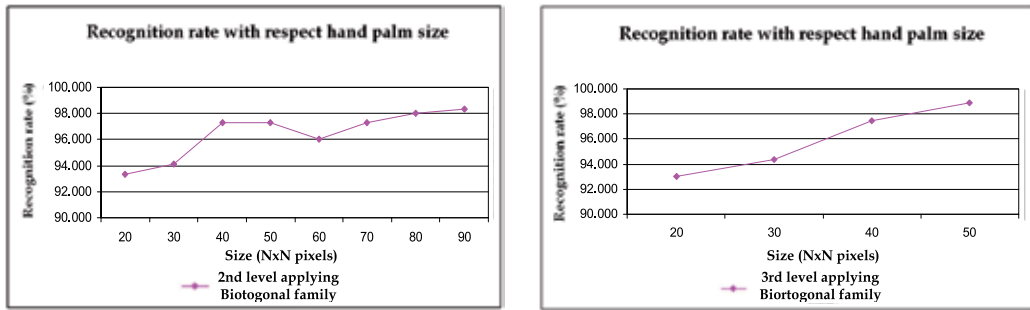 Recognition rate with respect hand palm size
Recognition rate (%)
100.000
98.000
96.000
94.000
92.000
90.000
20 30 40 50 60 70 80 90
Size (NxN pixels)
2nd level applying
Biotogonal family
Recognition rate with respect hand palm size
Recognition rate (%)
100.000
98.000
96.000
94.000
92.000
90.000
20 30 40 50
Size (NxN pixels)
3rd level applying
Biortogonal family